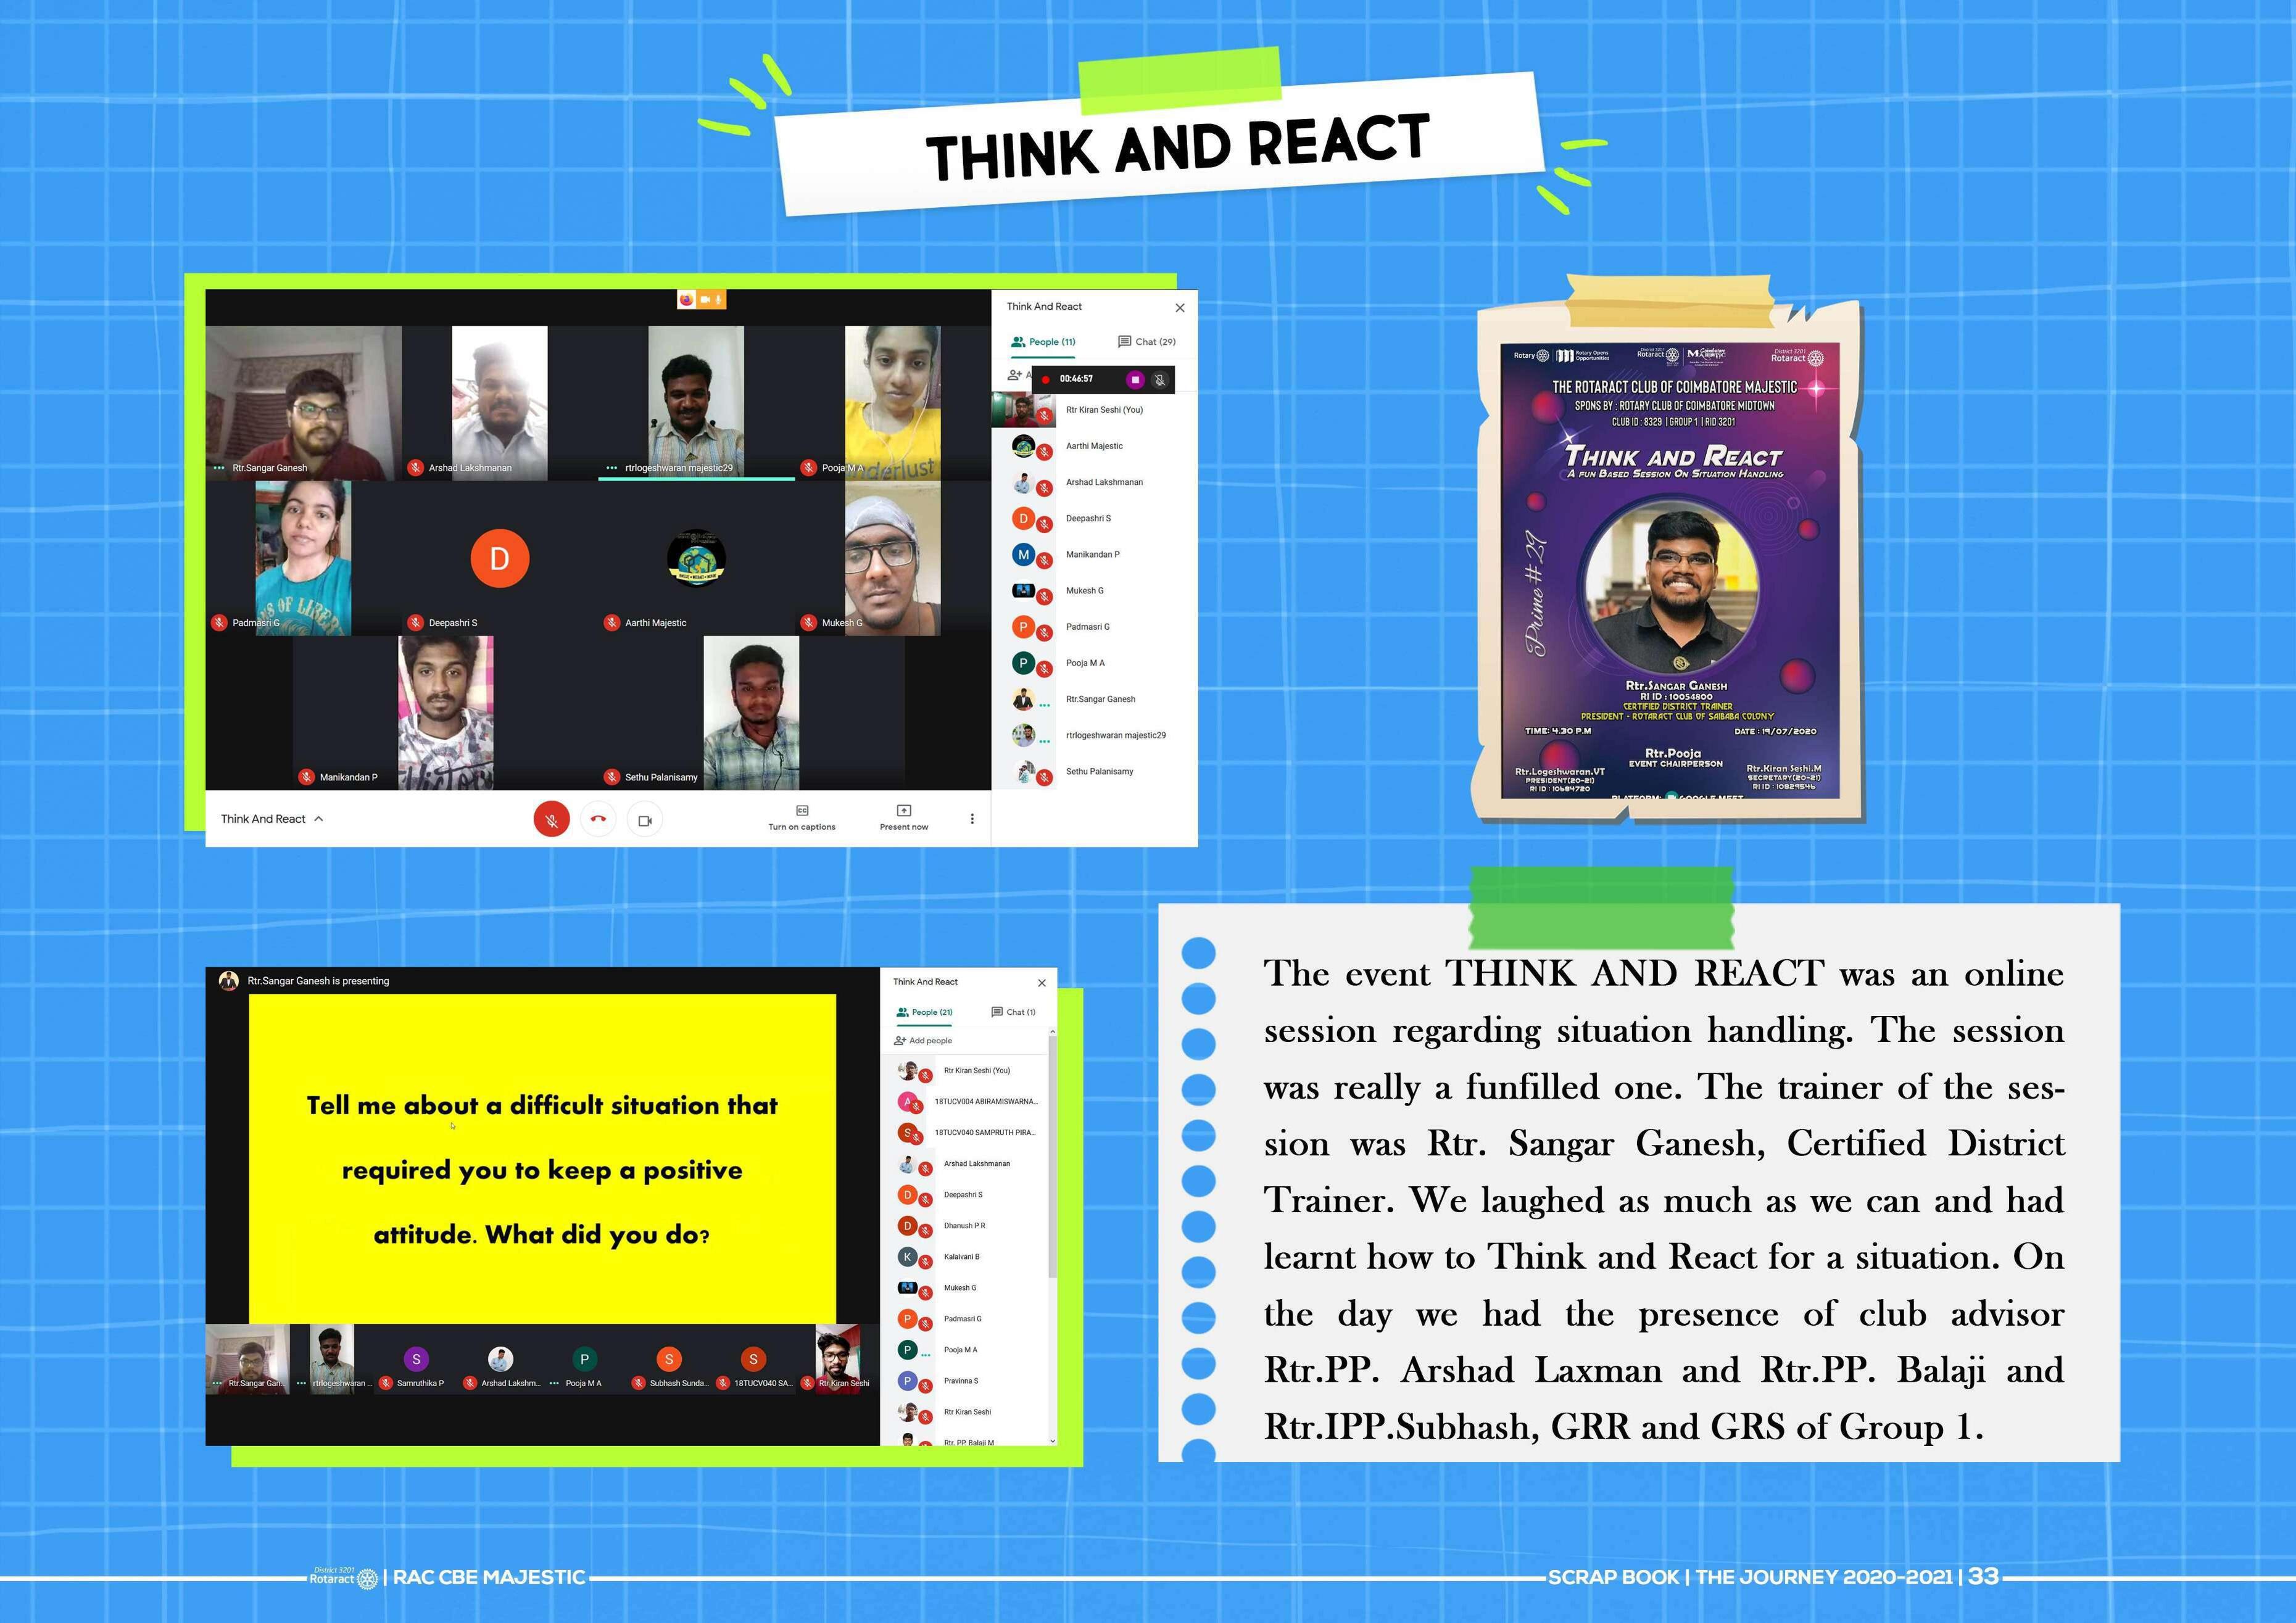 THINK AND REACT
Rtr.Sangar Ganesh
Arshad Lakshmanan
rtrlogeshwaran majestic29
Pooja M A
derlust
Padmasri G
S OF LIBER
Deepashri S
D
Aarthi Majestic
Mukesh G
Manikandan P
Sethu Palanisamy
Think And React
Turn on captions
Present now
Think And React
People (11)
Chat (29)
00:46:57
Rtr Kiran Seshi (You)
Aarthi Majestic
Arshad Lakshmanan
D
Deepashri S
M
Manikandan P
Mukesh G
P
Padmasri G
P
Pooja M A
Rtr.Sangar Ganesh
rtrlogeshwaran majestic29
Sethu Palanisamy
Rotary
Rotary Opens
Opportunities
District 3201
Rotaract
Coimbatore
MAJESTIC
District 3201
Rotaract
THE ROTARACT CLUB OF COIMBATORE MAJESTIC
SPONS BY : ROTARY CLUB OF COIMBATORE MIDTOWN
CLUB ID : 8329 | GROUP 1 | RID 3201
THINK AND REACT
A FUN BASED SESSION ON SITUATION HANDLING
Prime # 29
Rtr.SANGAR GANESH
RI ID : 10054800
CERTIFIED DISTRICT TRAINER
PRESIDENT - ROTARACT CLUB OF SAIBABA COLONY
TIME: 4.30 P.M
DATE : 19/07/2020
Rtr.Pooja
EVENT CHAIRPERSON
Rtr.Logeshwaran.VT
PRESIDENT(20-21)
RI ID : 10684720
Rtr.Kiran Seshi.M
SECRETARY(20-21)
RI ID : 10829546
PLATFORM: GOOGLE MEET
Rtr.Sangar Ganesh is presenting
Tell me about a difficult situation that
required you to keep a positive
attitude. What did you do?
Rtr.Sangar Gan...
rtrlogeshwaran ...
S
Samruthika P
Arshad Lakshm...
P
Pooja M A
S
Subhash Sunda...
S
18TUCV040 SA...
Rtr Kiran Seshi
Think And React
People (21)
Chat (1)
Add people
Rtr Kiran Seshi (You)
A
18TUCV004 ABIRAMISWARNA...
S
18TUCV040 SAMPRUTH PIRA...
Arshad Lakshmanan
D
Deepashri S
D
Dhanush P R
K
Kalaivani B
Mukesh G
P
Padmasri G
P
Pooja M A
P
Pravinna S
Rtr Kiran Seshi
Rtr. PP. Balaji M
The event THINK AND REACT was an online
session regarding situation handling. The session
was really a funfilled one. The trainer of the ses-
sion was Rtr. Sangar Ganesh, Certified District
Trainer. We laughed as much as we can and had
learnt how to Think and React for a situation. On
the day we had the presence of club advisor
Rtr.PP. Arshad Laxman and Rtr.PP. Balaji and
Rtr.IPP.Subhash, GRR and GRS of Group 1.
District 3201
Rotaract
| RAC CBE MAJESTIC
SCRAP BOOK | THE JOURNEY 2020-2021 | 33